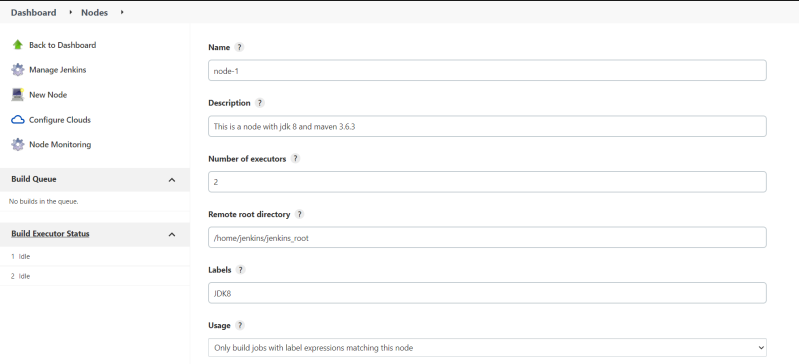 Dashboard Nodes
Back to Dashboard
Manage Jenkins
New Node
Configure Clouds
Node Monitoring
Build Queue
No builds in the queue.
Build Executor Status
1 Idle
2 Idle
Name ?
node-1
Description ?
This is a node with jdk 8 and maven 3.6.3
Number of executors ?
2
Remote root directory ?
/home/jenkins/jenkins_root
Labels ?
JDK8
Usage ?
Only build jobs with label expressions matching this node